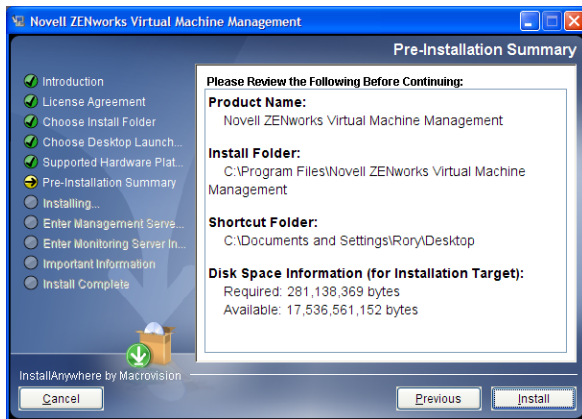 Novell ZENworks Virtual Machine Management
Pre-Installation Summary
Introduction
License Agreement
Choose Install Folder
Choose Desktop Launch...
Supported Hardware Plat...
Pre-Installation Summary
Installing...
Enter Management Serve...
Enter Monitoring Server In...
Important Information
Install Complete
Please Review the Following Before Continuing:
Product Name:
Novell ZENworks Virtual Machine Management
Install Folder:
C:\Program Files\Novell ZENworks Virtual Machine
Management
Shortcut Folder:
C:\Documents and Settings\Rory\Desktop
Disk Space Information (for Installation Target):
Required: 281,138,369 bytes
Available: 17,536,561,152 bytes
InstallAnywhere by Macrovision
Cancel
Previous
Install